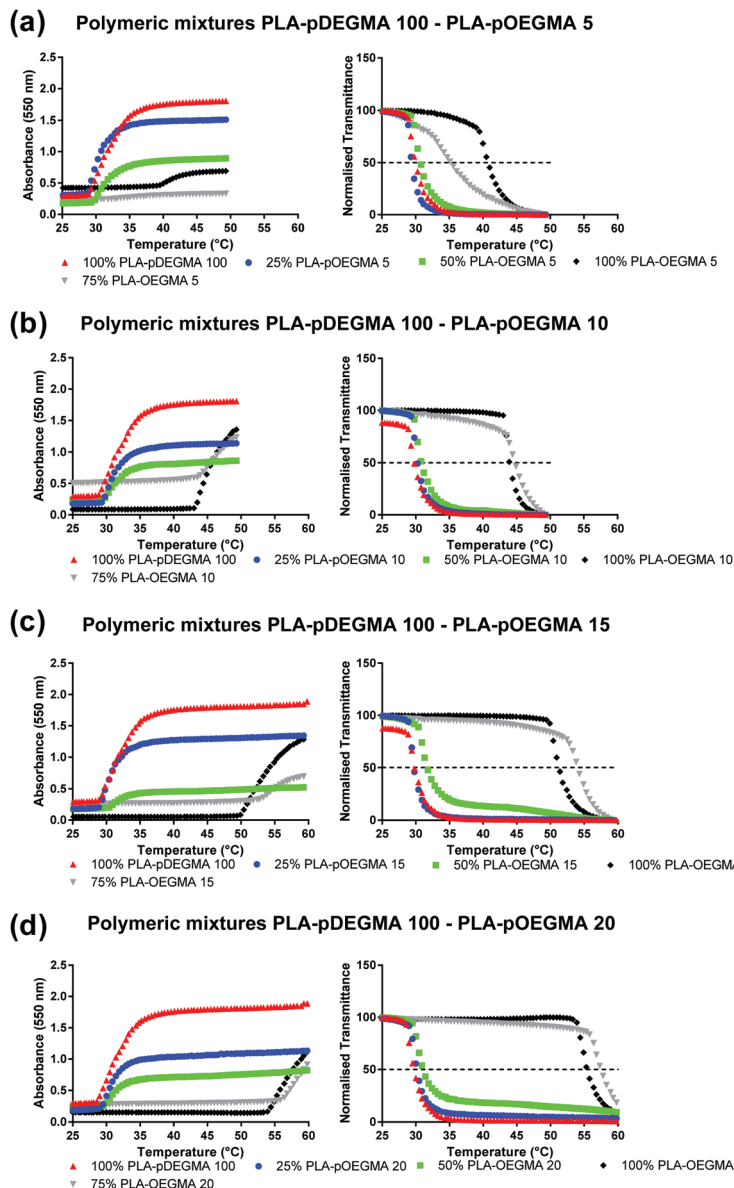 (a) Polymeric mixtures PLA-pDEGMA 100 - PLA-pOEGMA 5
Absorbance (550 nm)
2.5
2.0
1.5
1.0
0.5
0.0
25 30 35 40 45 50 55 60
Temperature (°C)
Normalised Transmittance
150
100
50
0
25 30 35 40 45 50 55 60
Temperature (°C)
100% PLA-pDEGMA 100 25% PLA-pOEGMA 5 50% PLA-OEGMA 5 100% PLA-OEGMA 5
75% PLA-OEGMA 5
(b) Polymeric mixtures PLA-pDEGMA 100 - PLA-pOEGMA 10
Absorbance (550 nm)
2.5
2.0
1.5
1.0
0.5
0.0
25 30 35 40 45 50 55 60
Temperature (°C)
Normalised Transmittance
150
100
50
0
25 30 35 40 45 50 55 60
Temperature (°C)
100% PLA-pDEGMA 100 25% PLA-pOEGMA 10 50% PLA-OEGMA 10 100% PLA-OEGMA 10
75% PLA-OEGMA 10
(c) Polymeric mixtures PLA-pDEGMA 100 - PLA-pOEGMA 15
Absorbance (550 nm)
2.5
2.0
1.5
1.0
0.5
0.0
25 30 35 40 45 50 55 60
Temperature (°C)
Normalised Transmittance
150
100
50
0
25 30 35 40 45 50 55 60
Temperature (°C)
100% PLA-pDEGMA 100 25% PLA-pOEGMA 15 50% PLA-OEGMA 15 100% PLA-OEGMA
75% PLA-OEGMA 15
(d) Polymeric mixtures PLA-pDEGMA 100 - PLA-pOEGMA 20
Absorbance (550 nm)
2.5
2.0
1.5
1.0
0.5
0.0
25 30 35 40 45 50 55 60
Temperature (°C)
Normalised Transmittance
150
100
50
0
25 30 35 40 45 50 55 60
Temperature (°C)
100% PLA-pDEGMA 100 25% PLA-pOEGMA 20 50% PLA-OEGMA 20 100% PLA-OEGMA
75% PLA-OEGMA 20